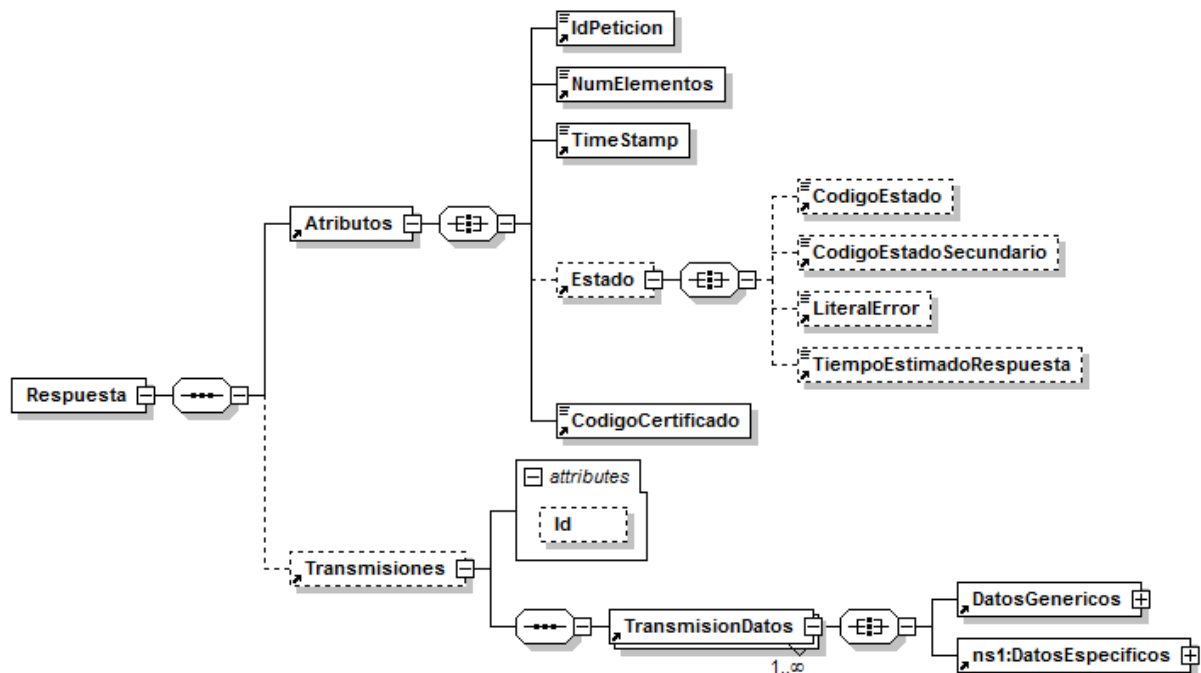 IdPeticion
NumElementos
TimeStamp
CodigoEstado
Atributos
CodigoEstadoSecundario
Estado
LiteralError
TiempoEstimadoRespuesta
Respuesta
CodigoCertificado
attributes
Id
Transmisiones
DatosGenericos
TransmisionDatos
ns1:DatosEspecificos
1..∞